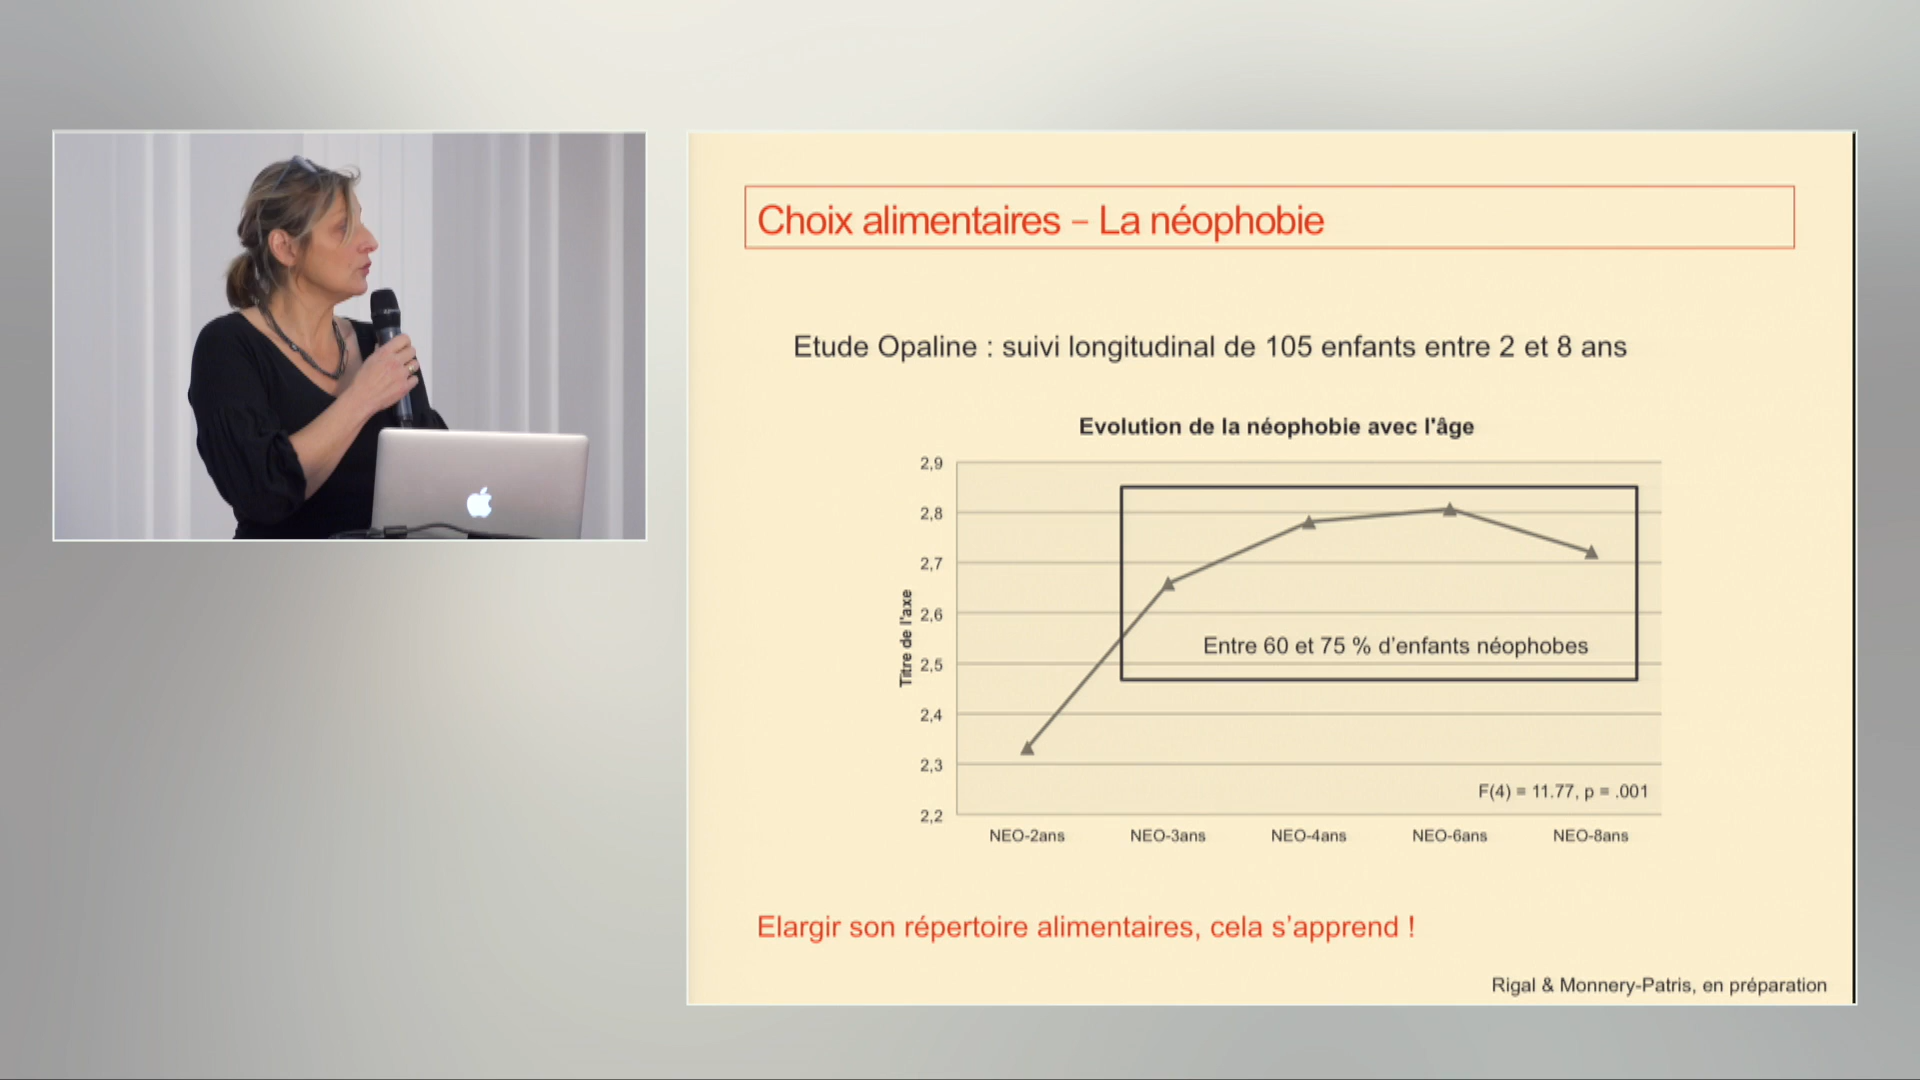 Choix alimentaires – La néophobie
Etude Opaline : suivi longitudinal de 105 enfants entre 2 et 8 ans
Evolution de la néophobie avec l'âge
Titre de l'axe
2,9
2,8
2,7
2,6
2,5
2,4
2,3
2,2
Entre 60 et 75 % d'enfants néophobes
F(4) = 11.77, p = .001
NEO-2ans NEO-3ans NEO-4ans NEO-6ans NEO-8ans
Elargir son répertoire alimentaires, cela s'apprend !
Rigal & Monnery-Patris, en préparation